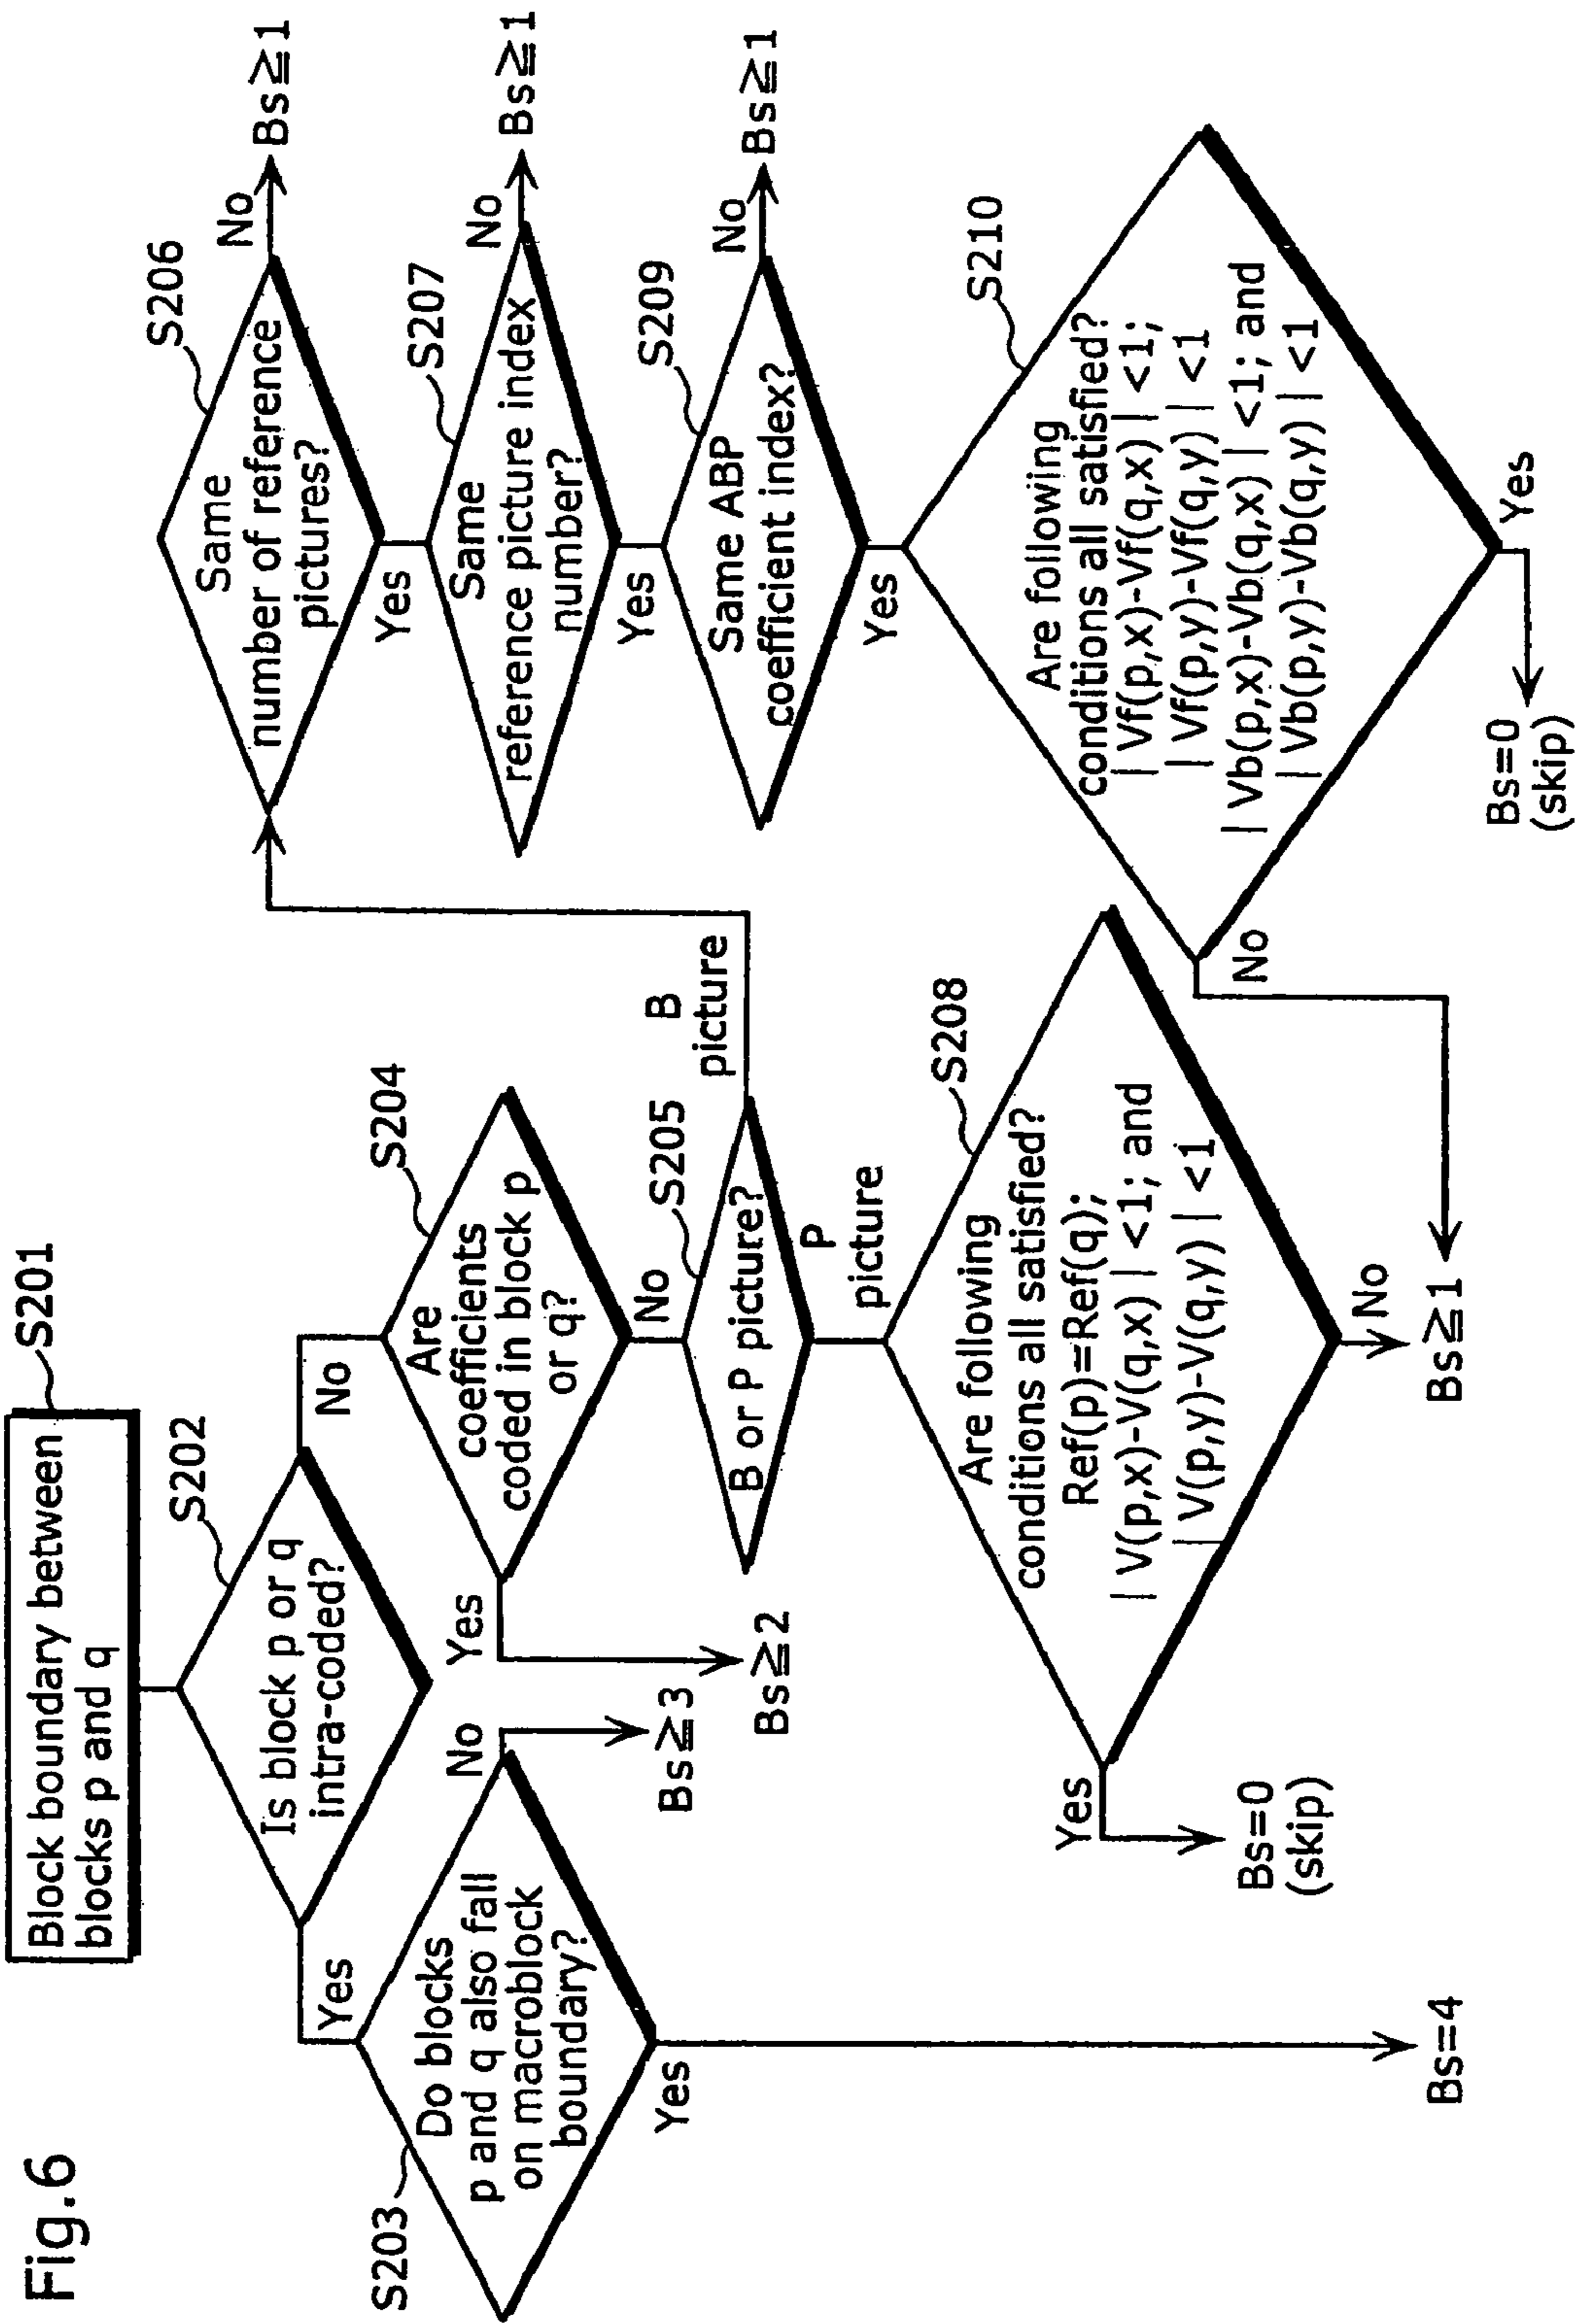 Fig.6
Block boundary between
blocks p and q
S201
S202
Is block p or q
intra-coded?
Yes
No
S203
Do blocks
p and q also fall
on macroblock
boundary?
No
Bs≧3
Yes
Bs=4
S204
Are
coefficients
coded in block p
or q?
Yes
Bs≧2
No
S205
B or P picture?
B
picture
P
picture
S208
Are following
conditions all satisfied?
Ref(p)=Ref(q);
|V(p,x)-V(q,x)|<1; and
|V(p,y)-V(q,y)|<1
Yes
Bs=0
(skip)
No
Bs≧1
S206
Same
number of reference
pictures?
No
Bs≧1
Yes
S207
Same
reference picture index
number?
No
Bs≧1
Yes
S209
Same ABP
coefficient index?
No
Bs≧1
Yes
S210
Are following
conditions all satisfied?
|Vf(p,x)-Vf(q,x)|<1;
|Vf(p,y)-Vf(q,y)|<1
|Vb(p,x)-Vb(q,x)|<1; and
|Vb(p,y)-Vb(q,y)|<1
No
Yes
Bs=0
(skip)